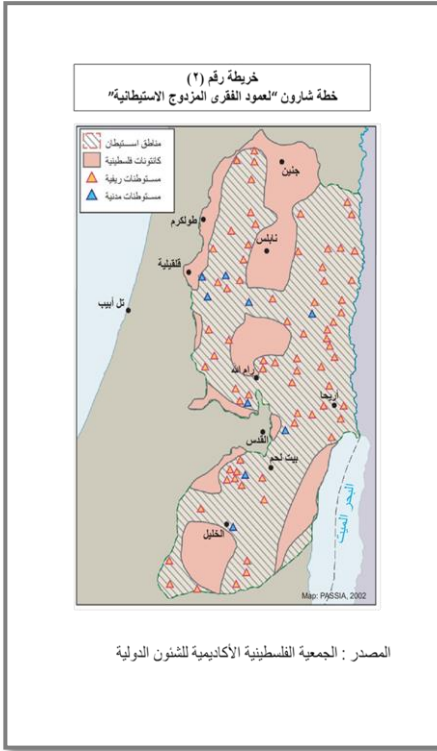 خريطة رقم (٢)
خطة شارون “لعمود الفقرى المزدوج الاستيطانية”
مناطق استيطان
كانتونات فلسطينية
مستوطنات ريفية
مستوطنات مدنية
جنين
طولكرم
نابلس
قلقيلية
تل أبيب
رام الله
اريحا
القدس
بيت لحم
البحر الميت
الخليل
Map: PASSIA, 2002
المصدر : الجمعية الفلسطينية الأكاديمية للشئون الدولية